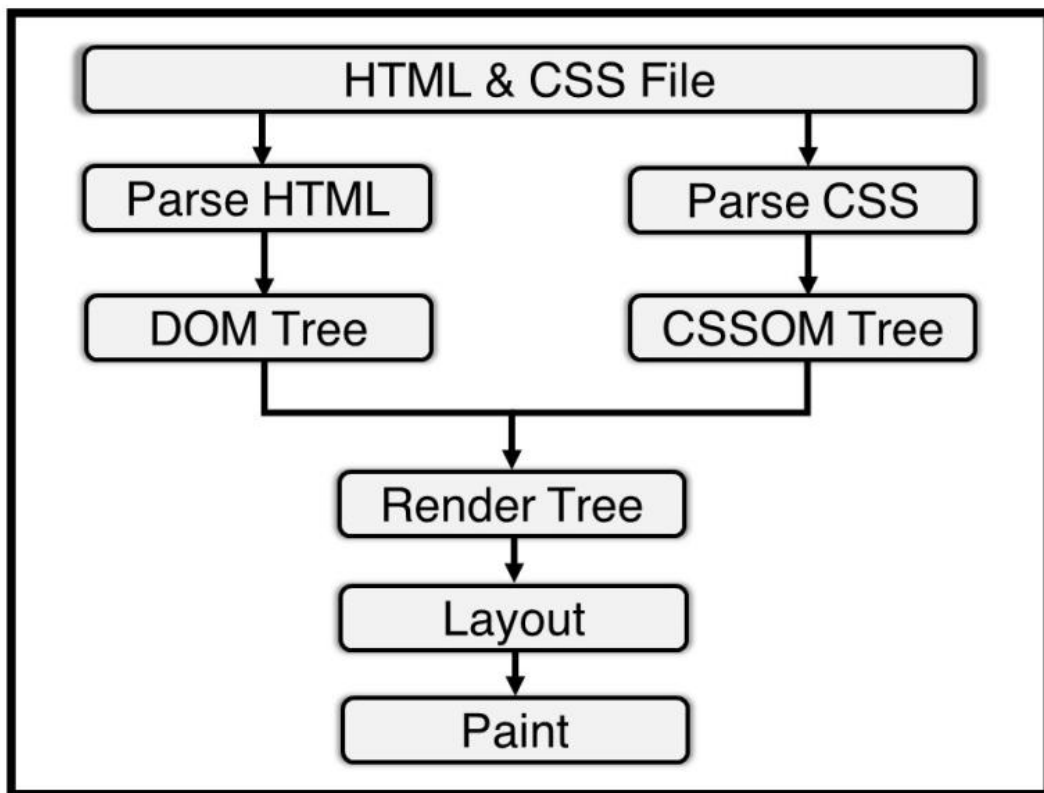 HTML & CSS File
Parse HTML
Parse CSS
DOM Tree
CSSOM Tree
Render Tree
Layout
Paint